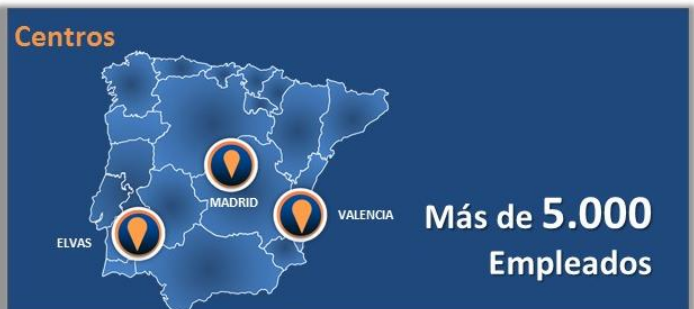 Centros
MADRID
VALENCIA
ELVAS
Más de 5.000
Empleados